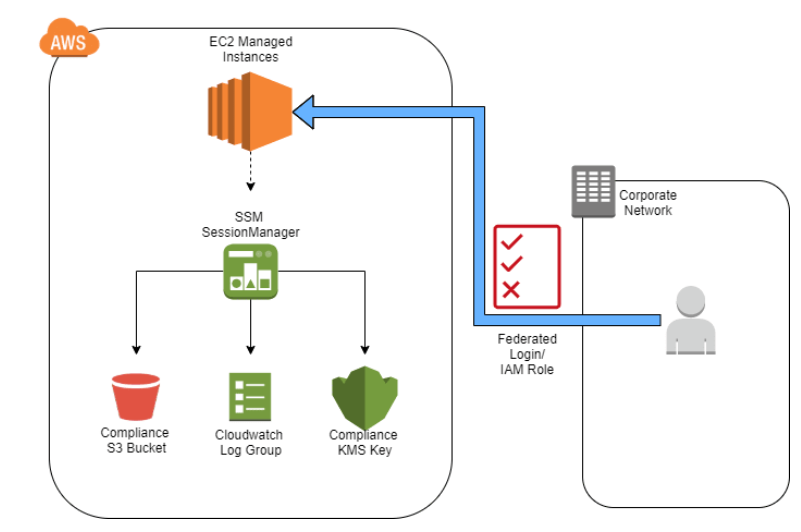 AWS
EC2 Managed
Instances
SSM
SessionManager
Compliance
S3 Bucket
Cloudwatch
Log Group
Compliance
KMS Key
Federated
Login/
IAM Role
Corporate
Network